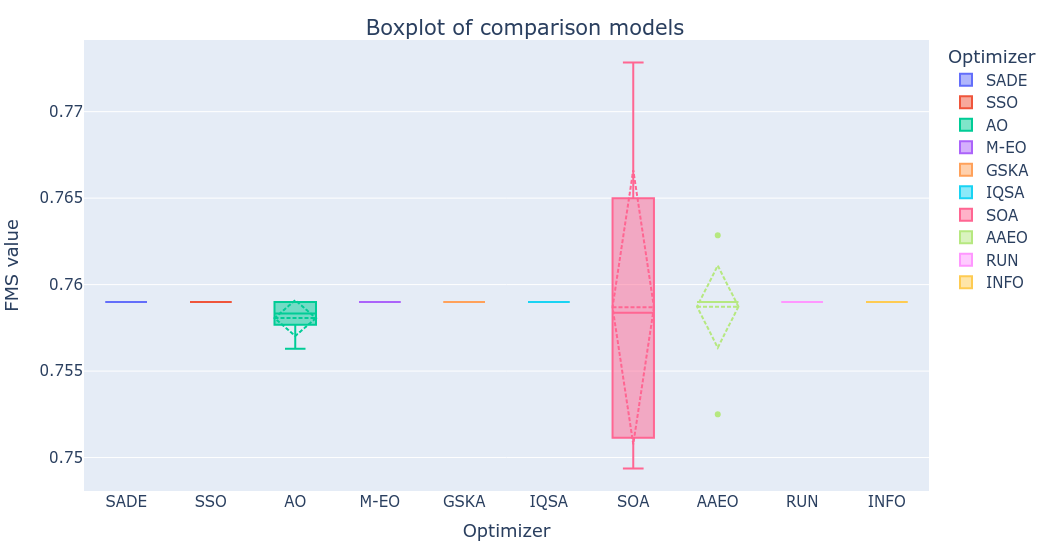 Boxplot of comparison models
FMS value
0.77
0.765
0.76
0.755
0.75
SADE SSO AO M-EO GSKA IQSA SOA AAEO RUN INFO
Optimizer
Optimizer
SADE
SSO
AO
M-EO
GSKA
IQSA
SOA
AAEO
RUN
INFO